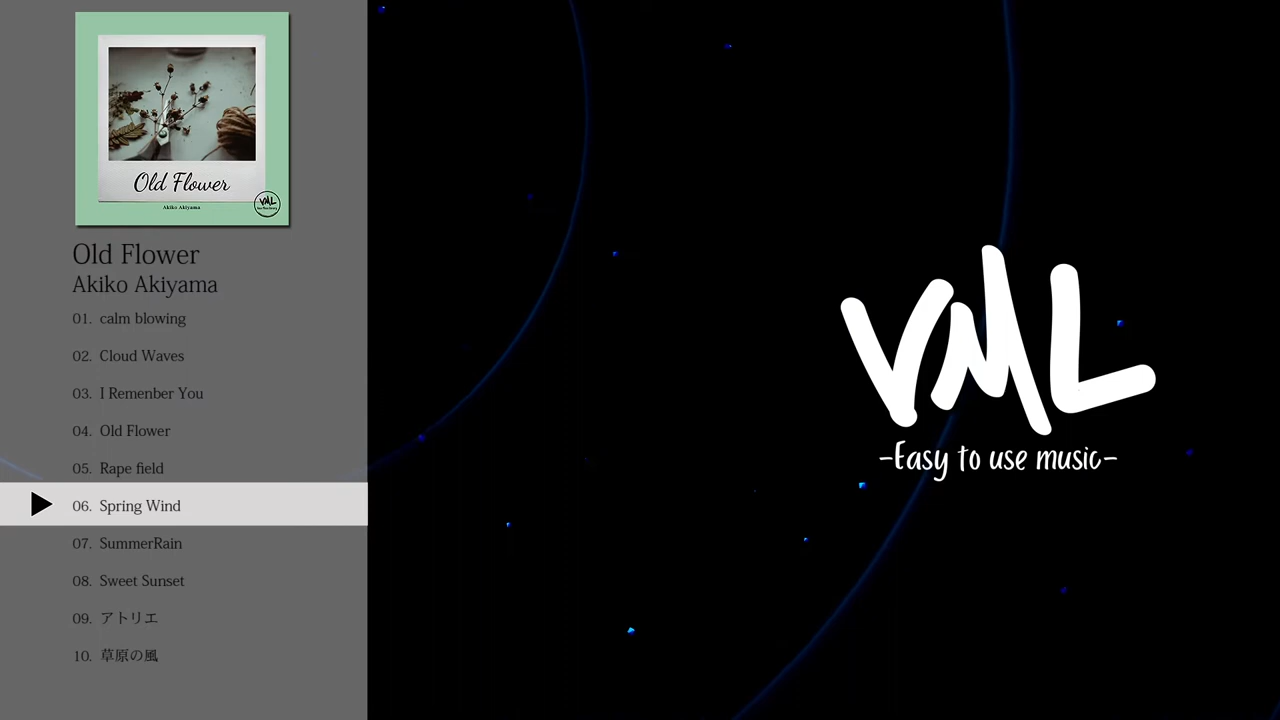 Old Flower
Akiko Akiyama
VML
Old Flower
Akiko Akiyama
01. calm blowing
02. Cloud Waves
03. I Remenber You
04. Old Flower
05. Rape field
06. Spring Wind
07. SummerRain
08. Sweet Sunset
09. アトリエ
10. 草原の風
VML
-Easy to use music-